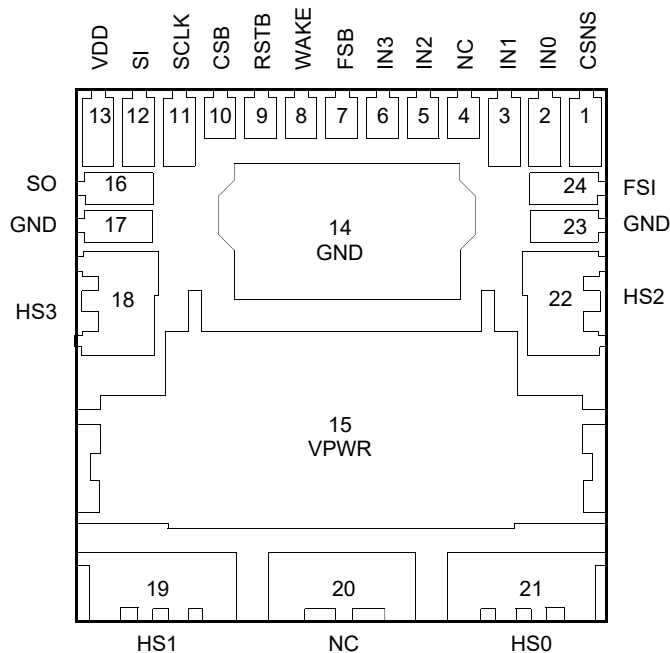 VDD SI SCLK CSB RSTB WAKE FSB IN3 IN2 NC IN1 IN0 CSNS
13 12 11 10 9 8 7 6 5 4 3 2 1
SO 16 24 FSI
GND 17 14 23 GND
GND
HS3 18 22 HS2
15
VPWR
19 20 21
HS1 NC HS0